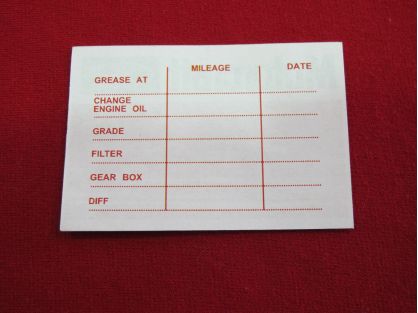 MILEAGE DATE
GREASE AT
CHANGE
ENGINE OIL
GRADE
FILTER
GEAR BOX
DIFF